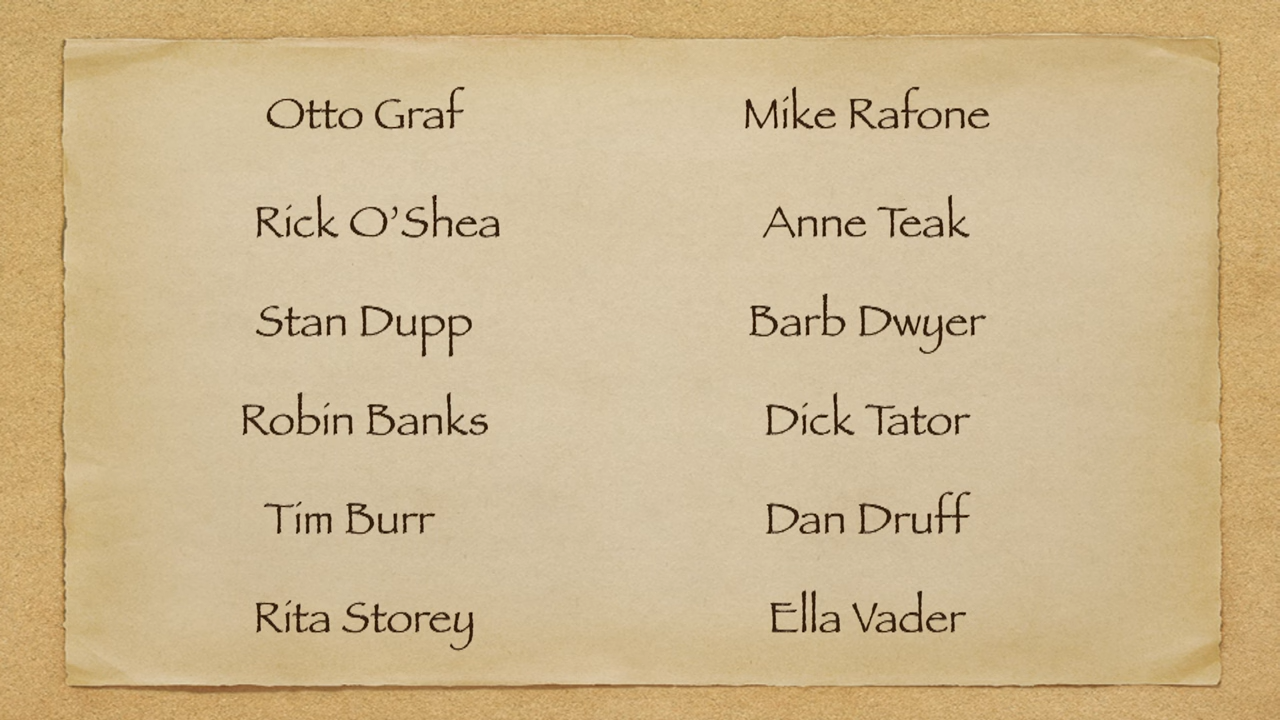 Otto Graf
Mike Rafone
Rick O’Shea
Anne Teak
Stan Dupp
Barb Dwyer
Robin Banks
Dick Tator
Tim Burr
Dan Druff
Rita Storey
Ella Vader